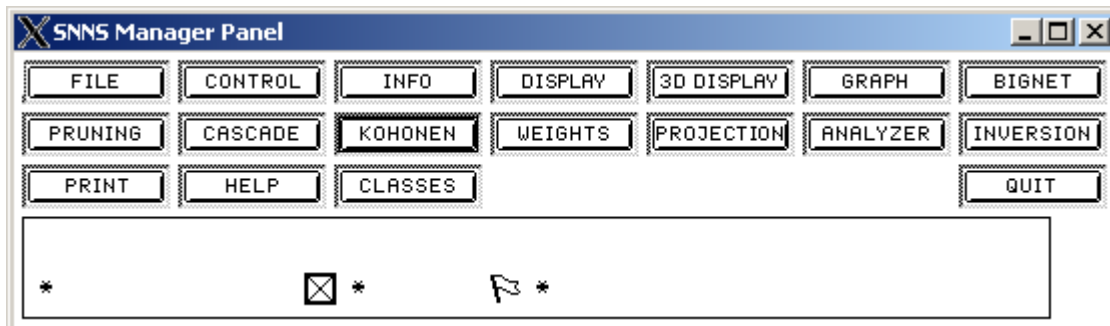 SNNS Manager Panel
FILE CONTROL INFO DISPLAY 3D DISPLAY GRAPH BIGNET
PRUNING CASCADE KOHONEN WEIGHTS PROJECTION ANALYZER INVERSION
PRINT HELP CLASSES QUIT
* * *